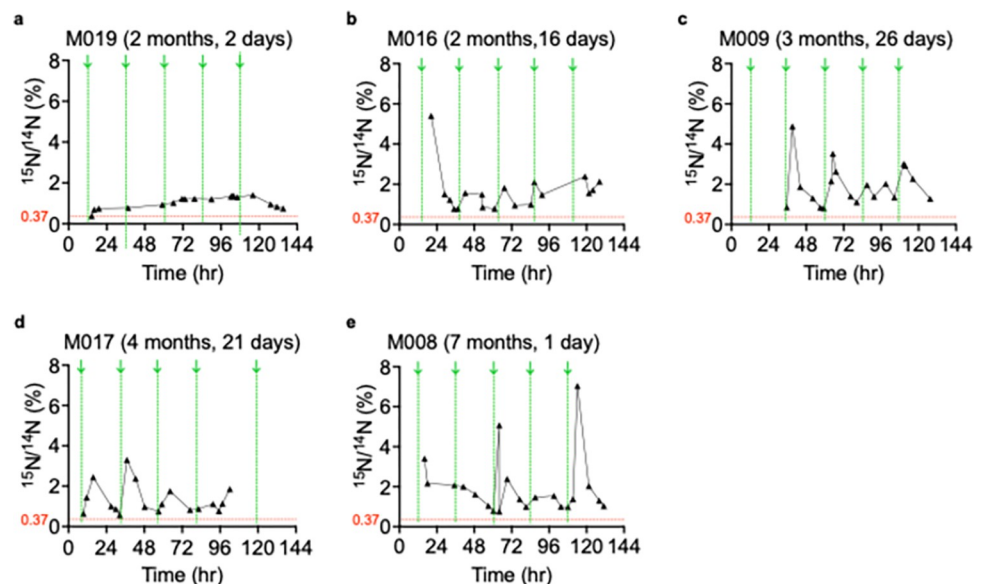 a
M019 (2 months, 2 days)
8
6
4
2
0
0.37
15N/14N (%)
0 24 48 72 96 120 144
Time (hr)
b
M016 (2 months,16 days)
8
6
4
2
0
0.37
15N/14N (%)
0 24 48 72 96 120 144
Time (hr)
c
M009 (3 months, 26 days)
8
6
4
2
0
0.37
15N/14N (%)
0 24 48 72 96 120 144
Time (hr)
d
M017 (4 months, 21 days)
8
6
4
2
0
0.37
15N/14N (%)
0 24 48 72 96 120 144
Time (hr)
e
M008 (7 months, 1 day)
8
6
4
2
0
0.37
15N/14N (%)
0 24 48 72 96 120 144
Time (hr)